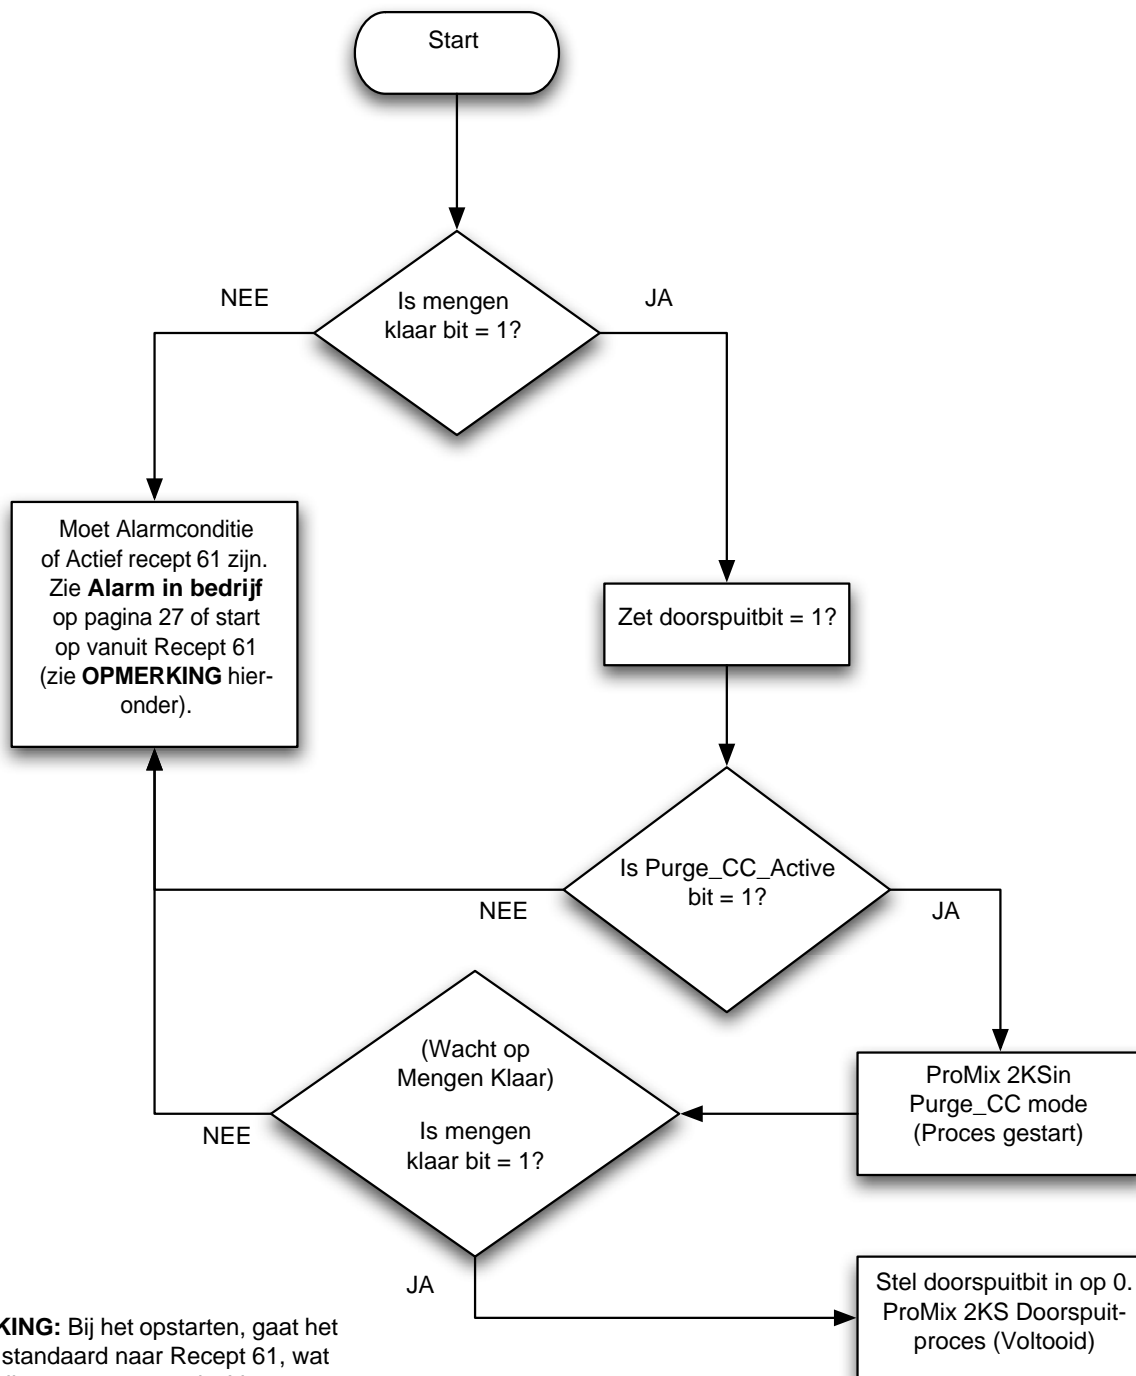 Start
NEE
JA
Is mengen
klaar bit = 1?
Moet Alarmconditie
of Actief recept 61 zijn.
Zie Alarm in bedrijf
op pagina 27 of start
op vanuit Recept 61
(zie OPMERKING hier-
onder).
Zet doorspuitbit = 1?
Is Purge_CC_Active
bit = 1?
NEE
JA
(Wacht op
Mengen Klaar)
Is mengen
klaar bit = 1?
ProMix 2KSin
Purge_CC mode
(Proces gestart)
NEE
JA
Stel doorspuitbit in op 0.
ProMix 2KS Doorspuit-
proces (Voltooid)
KING: Bij het opstarten, gaat het
standaard naar Recept 61, wat